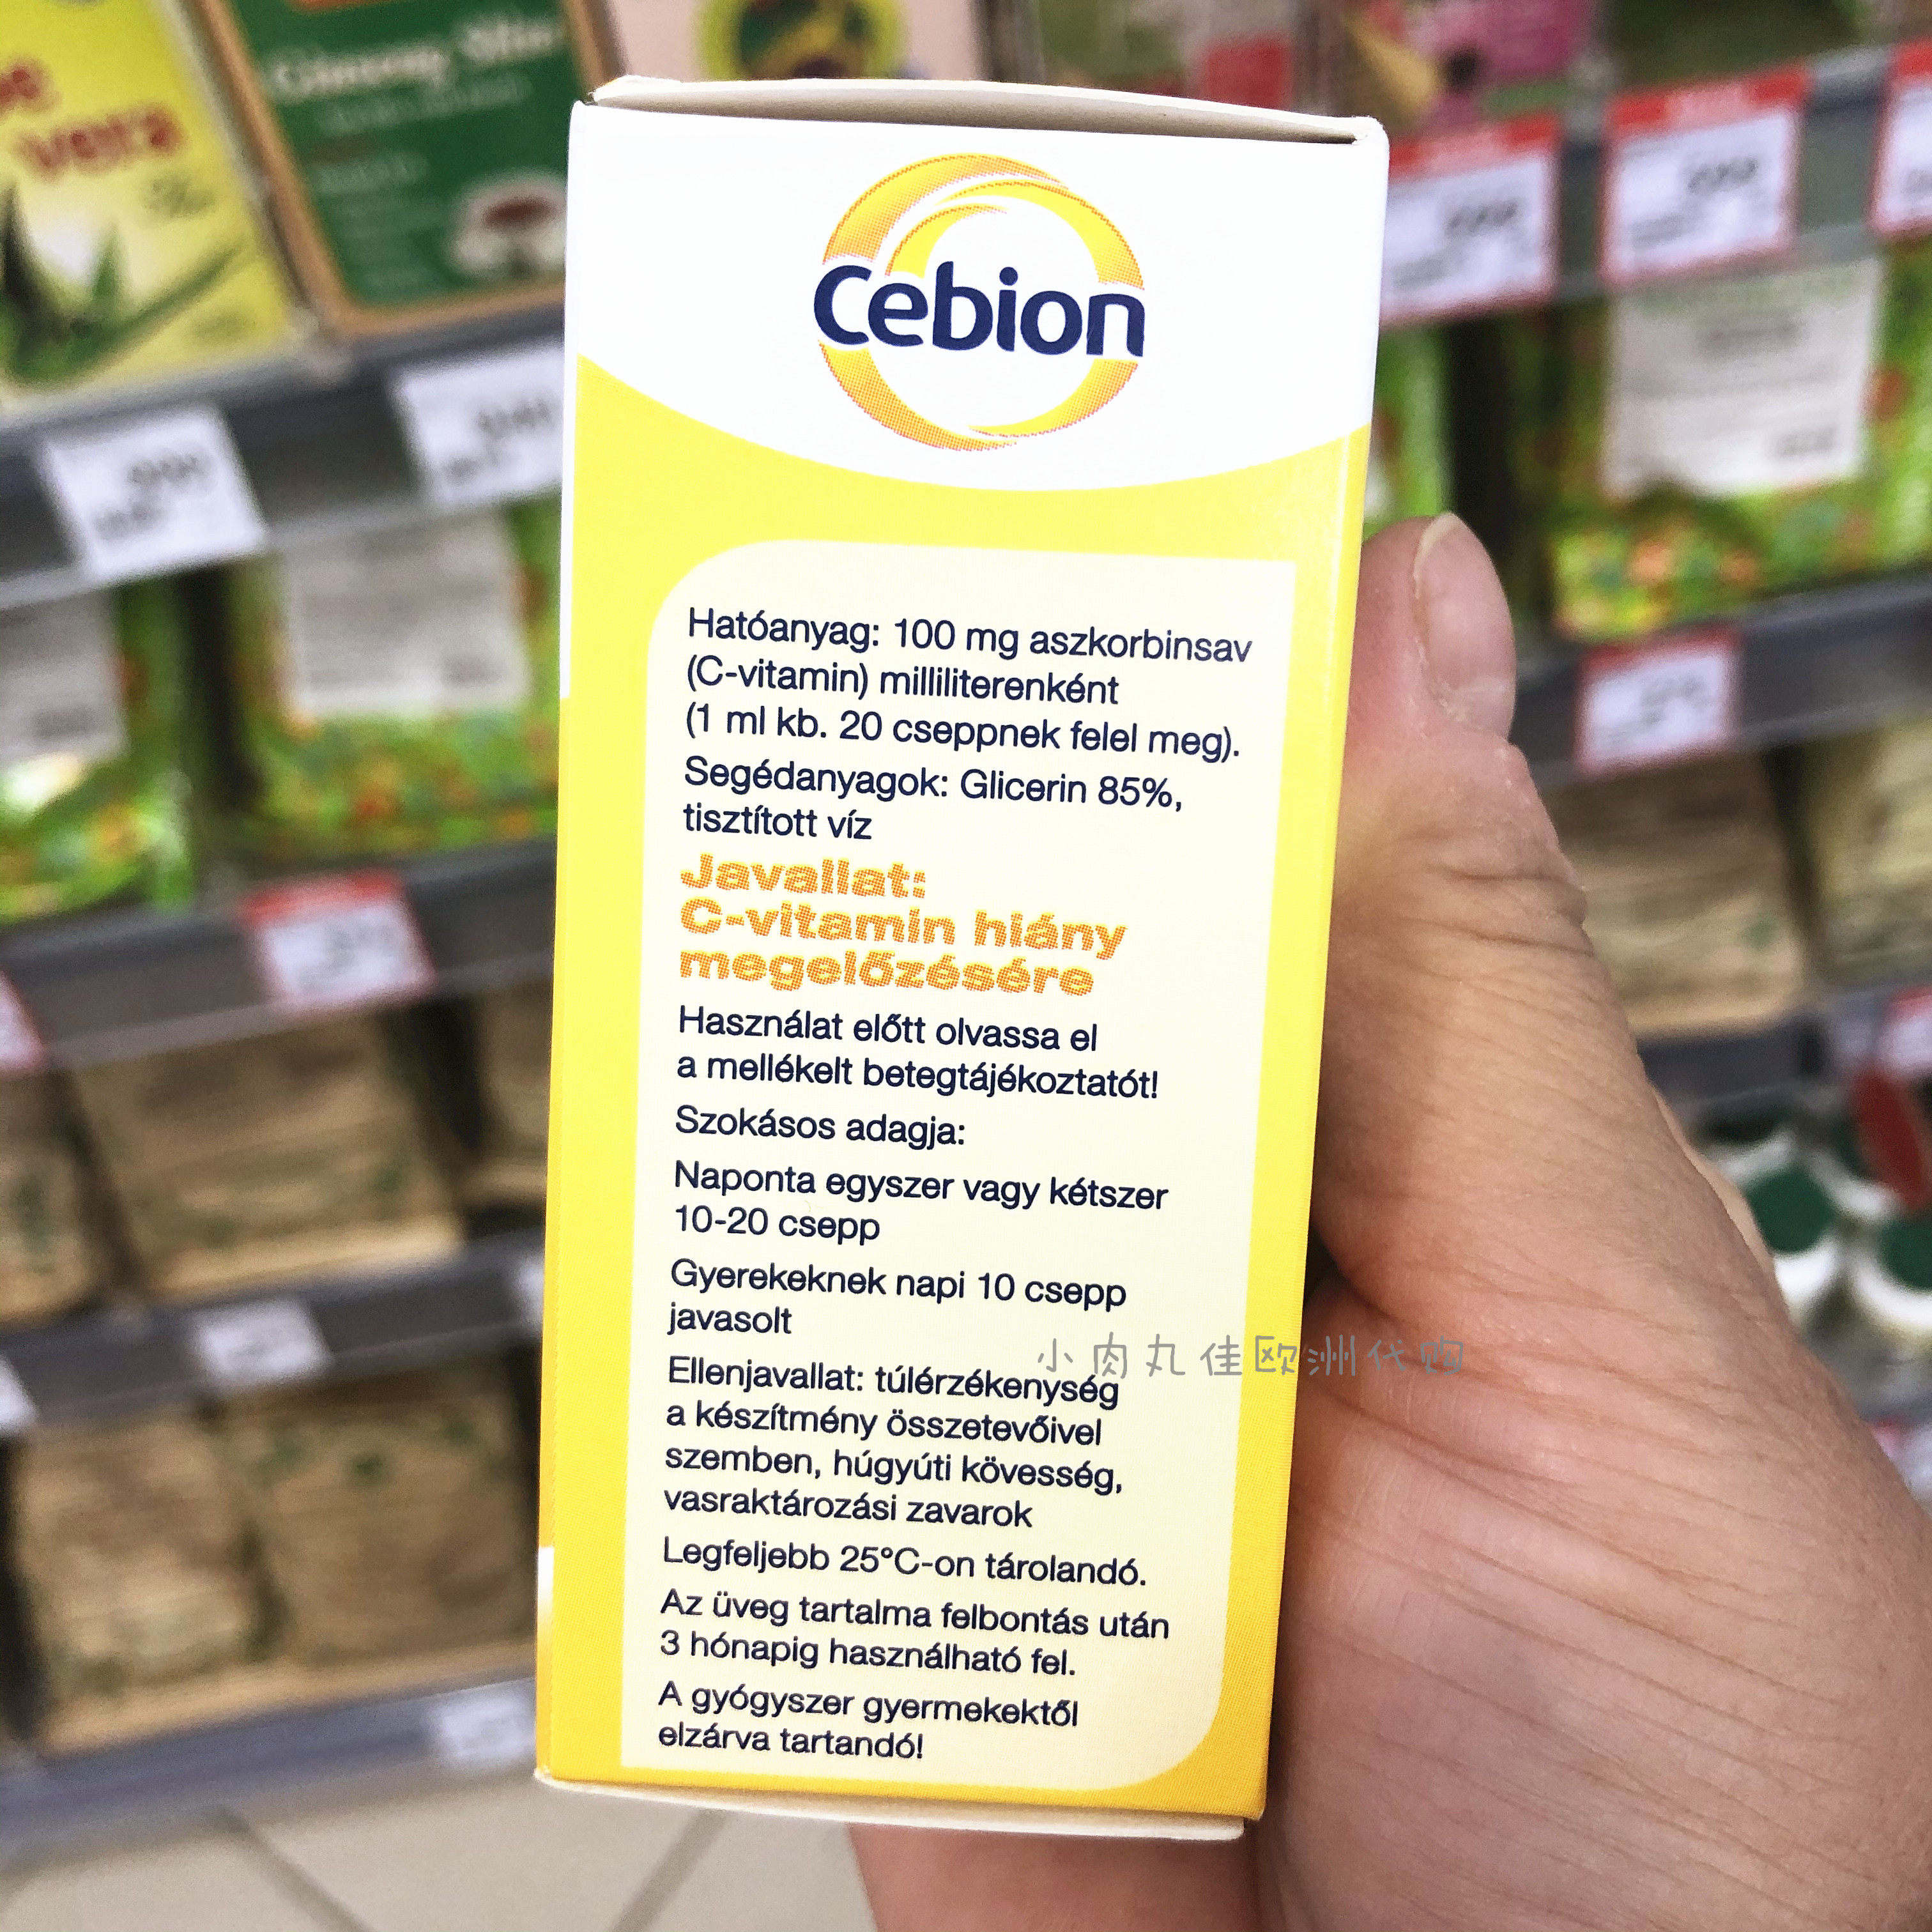 vera
Cebion
Hatóanyag: 100 mg aszkorbinsav
(C-vitamin) milliliterenként
(1 ml kb. 20 cseppnek felel meg).
Segédanyagok: Glicerin 85%,
tisztított víz
Javallat:
C-vitamin hiány
megelőzésére
Használat előtt olvassa el
a mellékelt betegtájékoztatót!
Szokásos adagja:
Naponta egyszer vagy kétszer
10-20 csepp
Gyerekeknek napi 10 csepp
javasolt
小肉丸佳欧洲代购
Ellenjavallat: túlérzékenység
a készítmény összetevőivel
szemben, húgyúti kövesség,
vasraktározási zavarok
Legfeljebb 25°C-on tárolandó.
Az üveg tartalma felbontás után
3 hónapig használható fel.
A gyógyszer gyermekektől
elzárva tartandó!